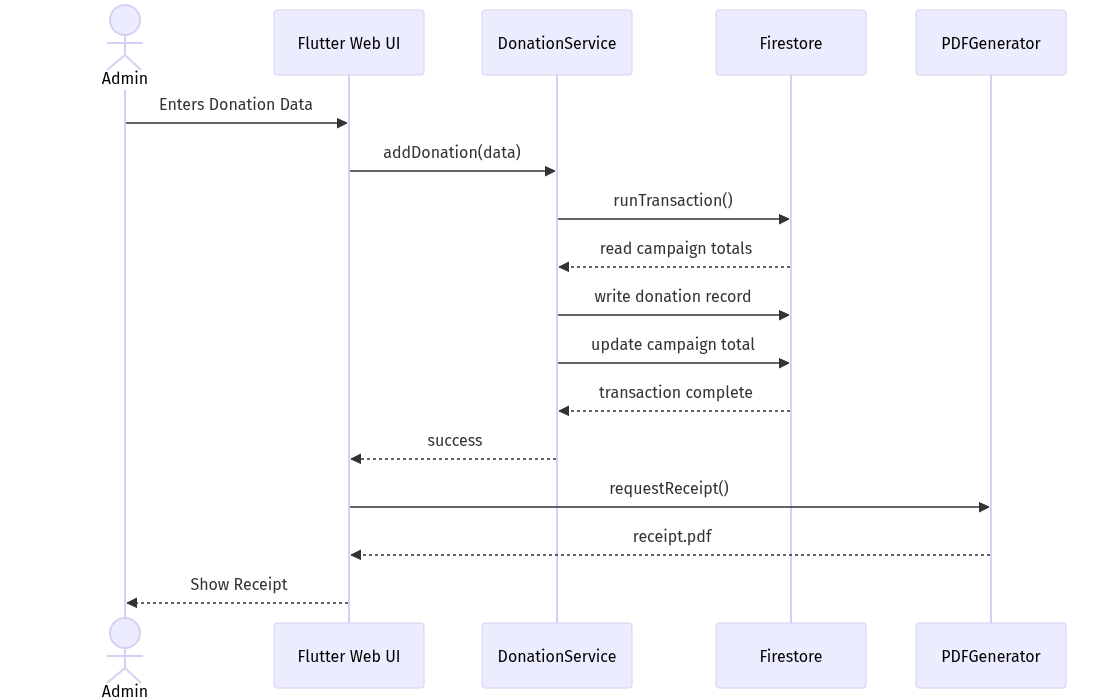 Flutter Web UI
DonationService
Firestore
PDFGenerator
Admin
Enters Donation Data
addDonation(data)
runTransaction()
read campaign totals
write donation record
update campaign total
transaction complete
success
requestReceipt()
receipt.pdf
Show Receipt
Flutter Web UI
DonationService
Firestore
PDFGenerator
Admin